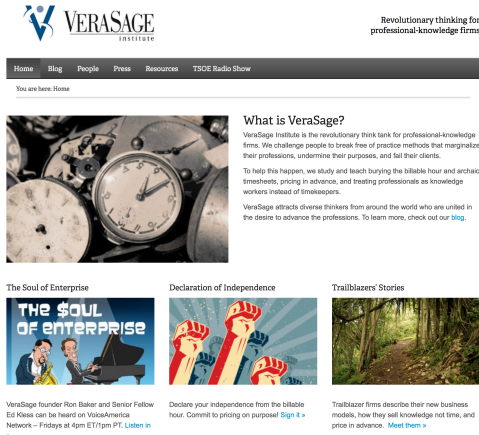 VERASAGE
institute
Revolutionary thinking for
professional-knowledge firms
Home Blog People Press Resources TSOE Radio Show
You are here: Home
What is VeraSage?
VeraSage Institute is the revolutionary think tank for professional-knowledge
firms. We challenge people to break free of practice methods that marginalize
their professions, undermine their purposes, and fail their clients.
To help this happen, we study and teach burying the billable hour and archaic
timesheets, pricing in advance, and treating professionals as knowledge
workers instead of timekeepers.
VeraSage attracts diverse thinkers from around the world who are united in
the desire to advance the professions. To learn more, check out our blog.
The Soul of Enterprise
THE $OUL
OF ENTERPRISE
VeraSage founder Ron Baker and Senior Fellow
Ed Kless can be heard on VoiceAmerica
Network – Fridays at 4pm ET/1pm PT. Listen in
Declaration of Independence
Declare your independence from the billable
hour. Commit to pricing on purpose! Sign it »
Trailblazers' Stories
Trailblazer firms describe their new business
models, how they sell knowledge not time, and
price in advance. Meet them »